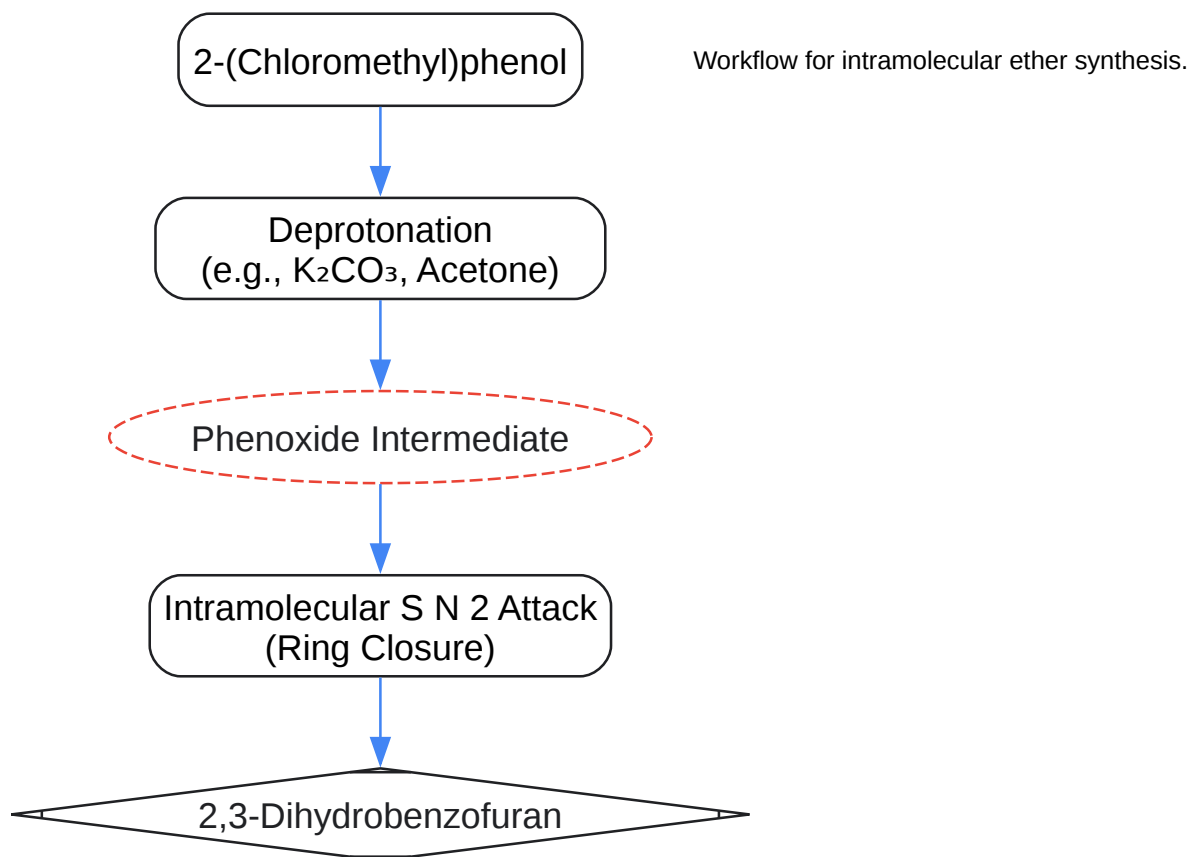 2-(Chloromethyl)phenol
Workflow for intramolecular ether synthesis.
Deprotonation
(e.g., K₂CO₃, Acetone)
Phenoxide Intermediate
Intramolecular S N 2 Attack
(Ring Closure)
2,3-Dihydrobenzofuran